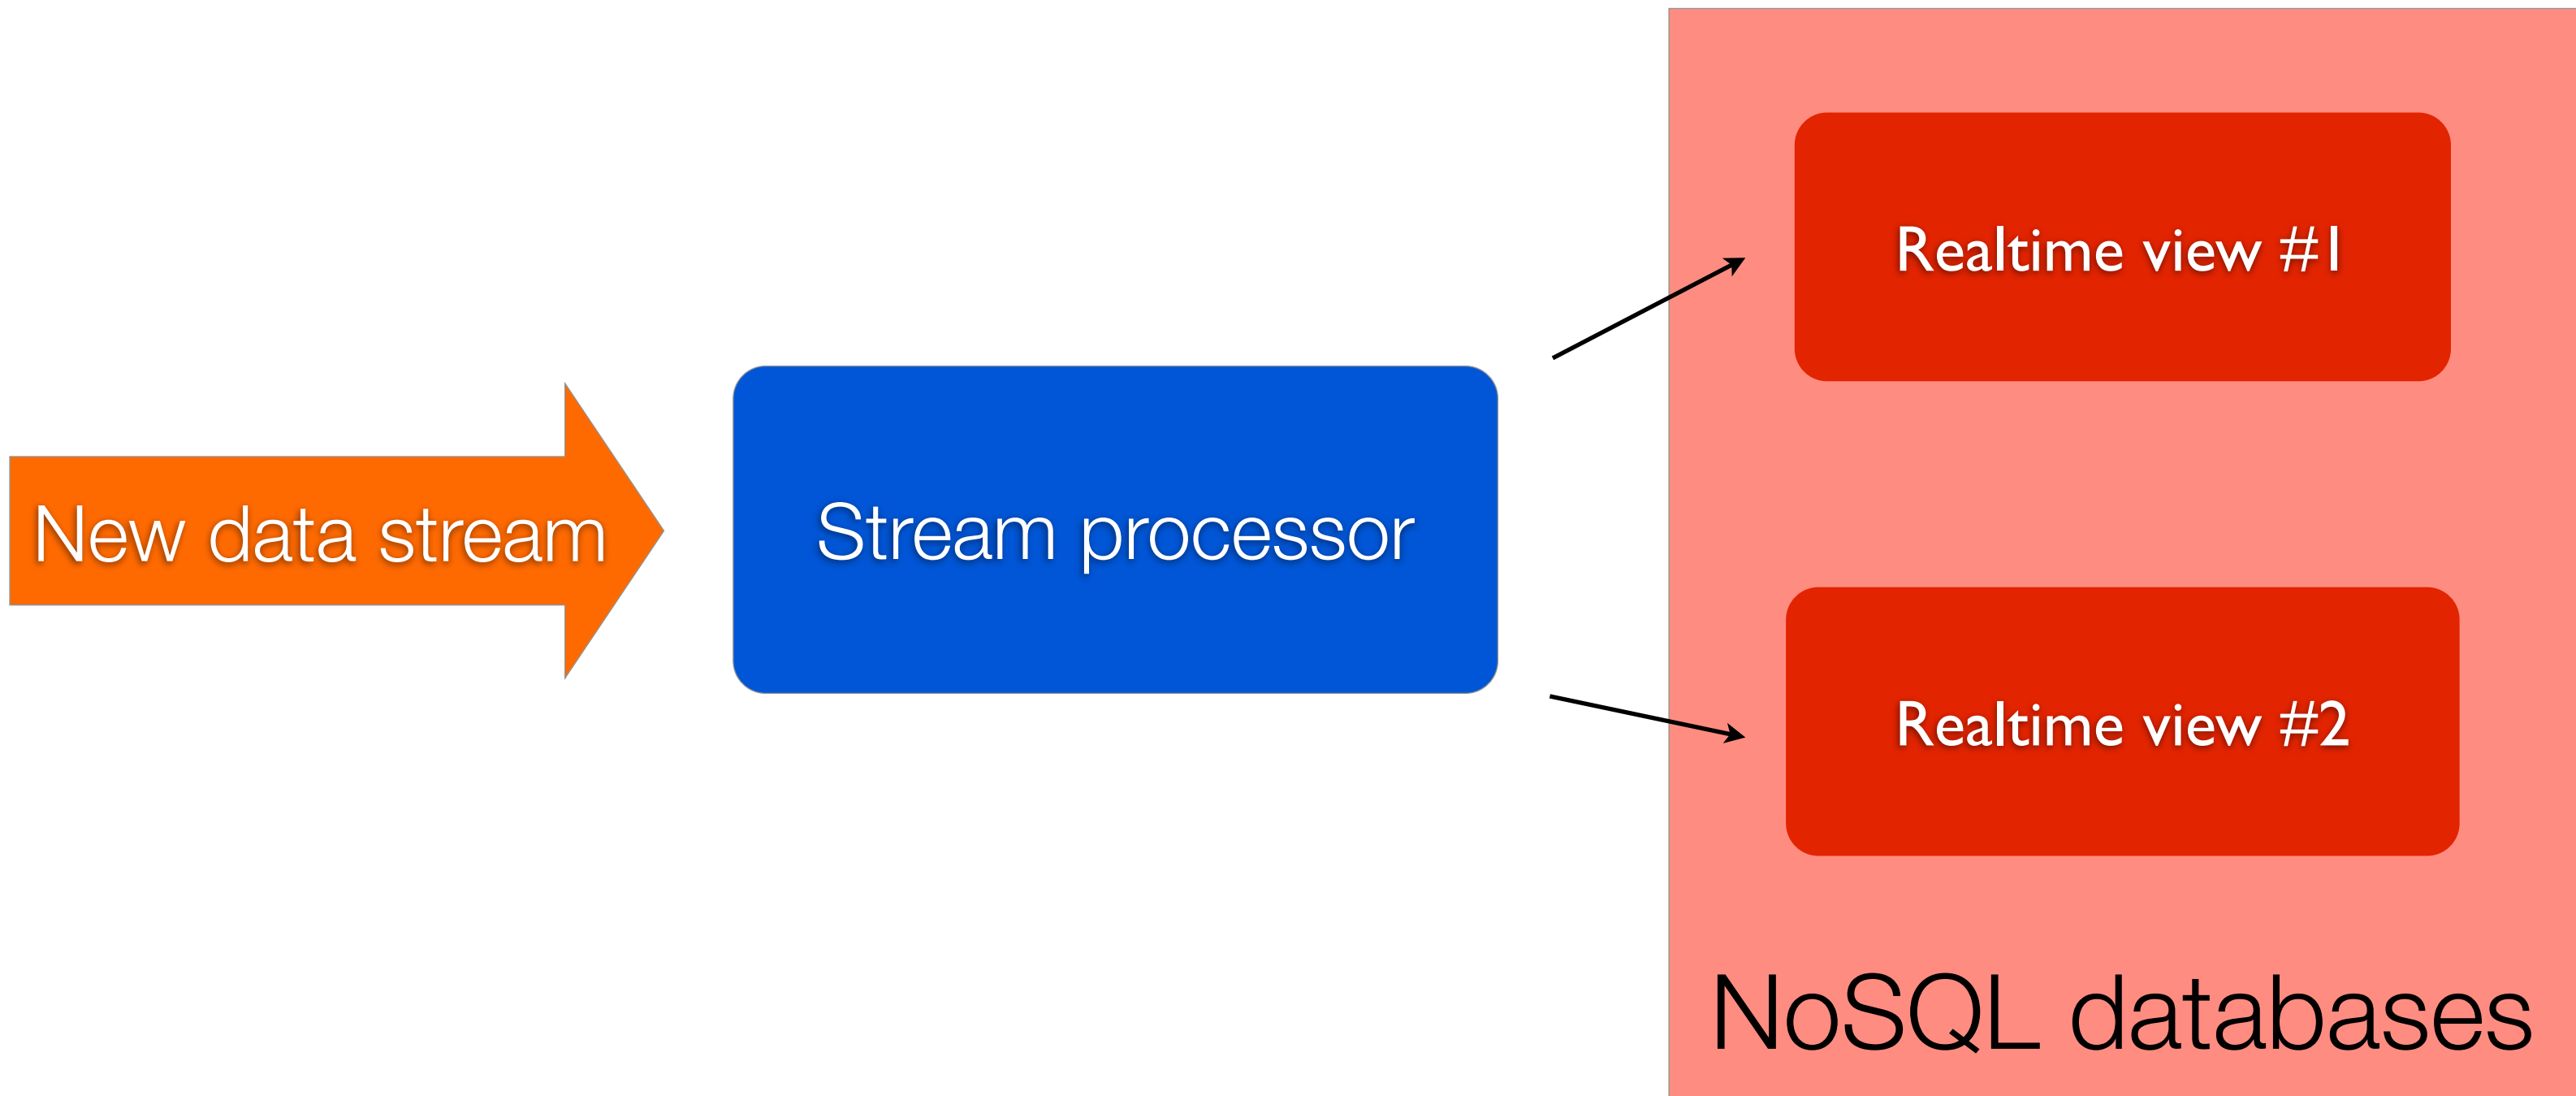 New data stream
Stream processor
Realtime view #1
Realtime view #2
NoSQL databases